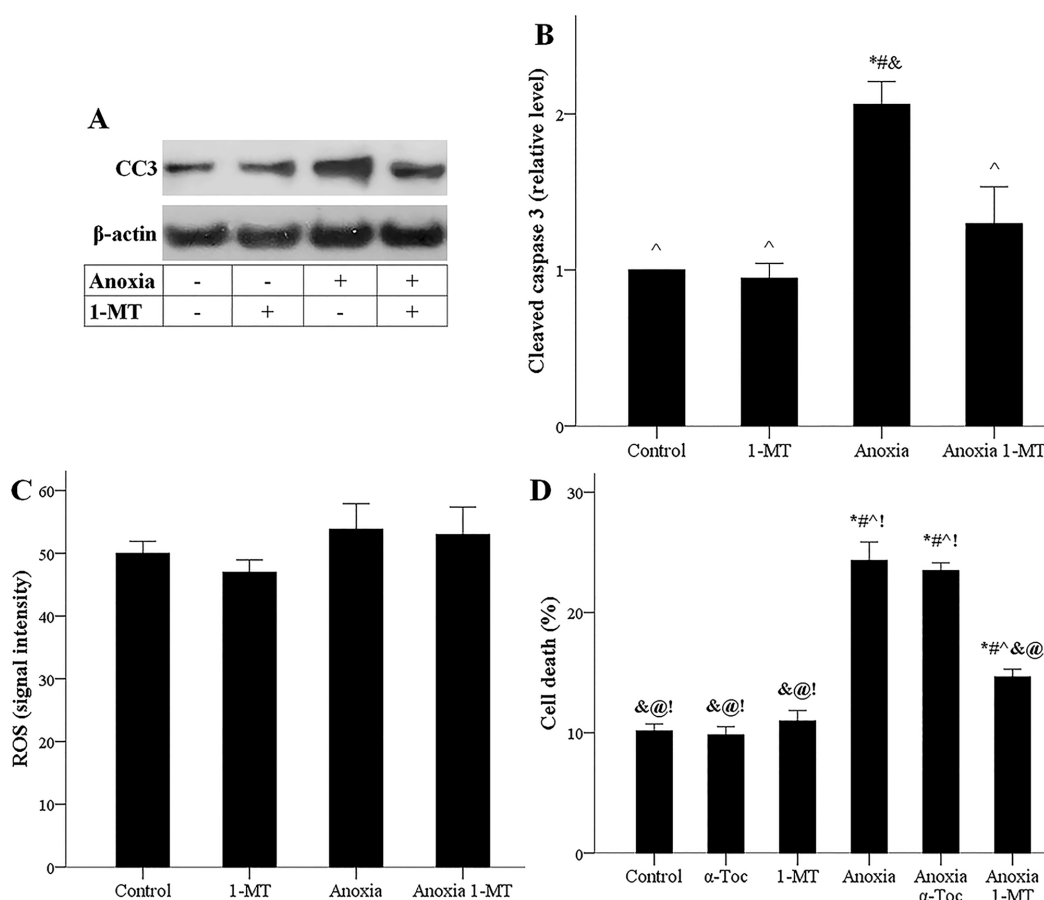 A
CC3
β-actin
Anoxia - - + +
1-MT - + - +
B
Cleaved caspase 3 (relative level)
2
1
0
^
^
*#&
^
Control 1-MT Anoxia Anoxia 1-MT
C
ROS (signal intensity)
60
50
40
30
20
10
0
Control 1-MT Anoxia Anoxia 1-MT
D
Cell death (%)
30
20
10
0
&@!
&@!
&@!
*#^!
*#^!
*#^&@
Control α-Toc 1-MT Anoxia Anoxia Anoxia
α-Toc 1-MT